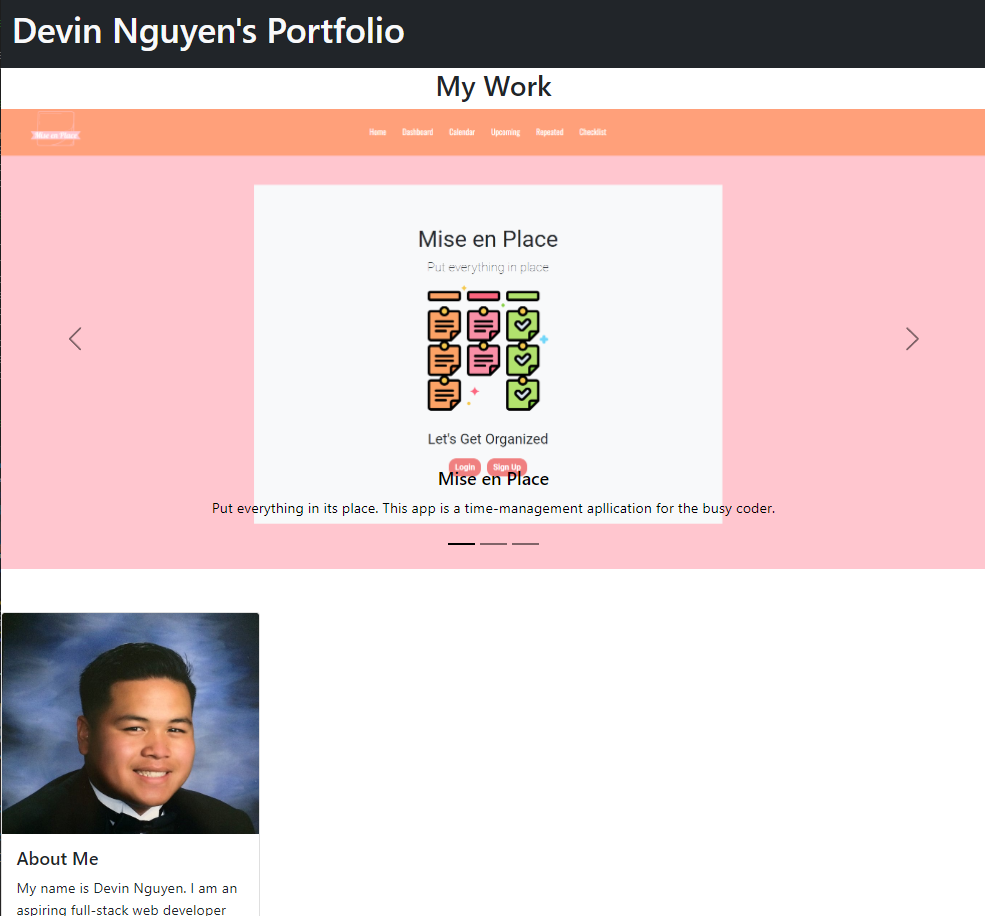 Devin Nguyen's Portfolio
My Work
Mise en Place
Home Dashboard Calendar Upcoming Repeated Checklist
Mise en Place
Put everything in place
Let's Get Organized
Login Sign Up
Mise en Place
Put everything in its place. This app is a time-management apllication for the busy coder.
About Me
My name is Devin Nguyen. I am an
aspiring full-stack web developer